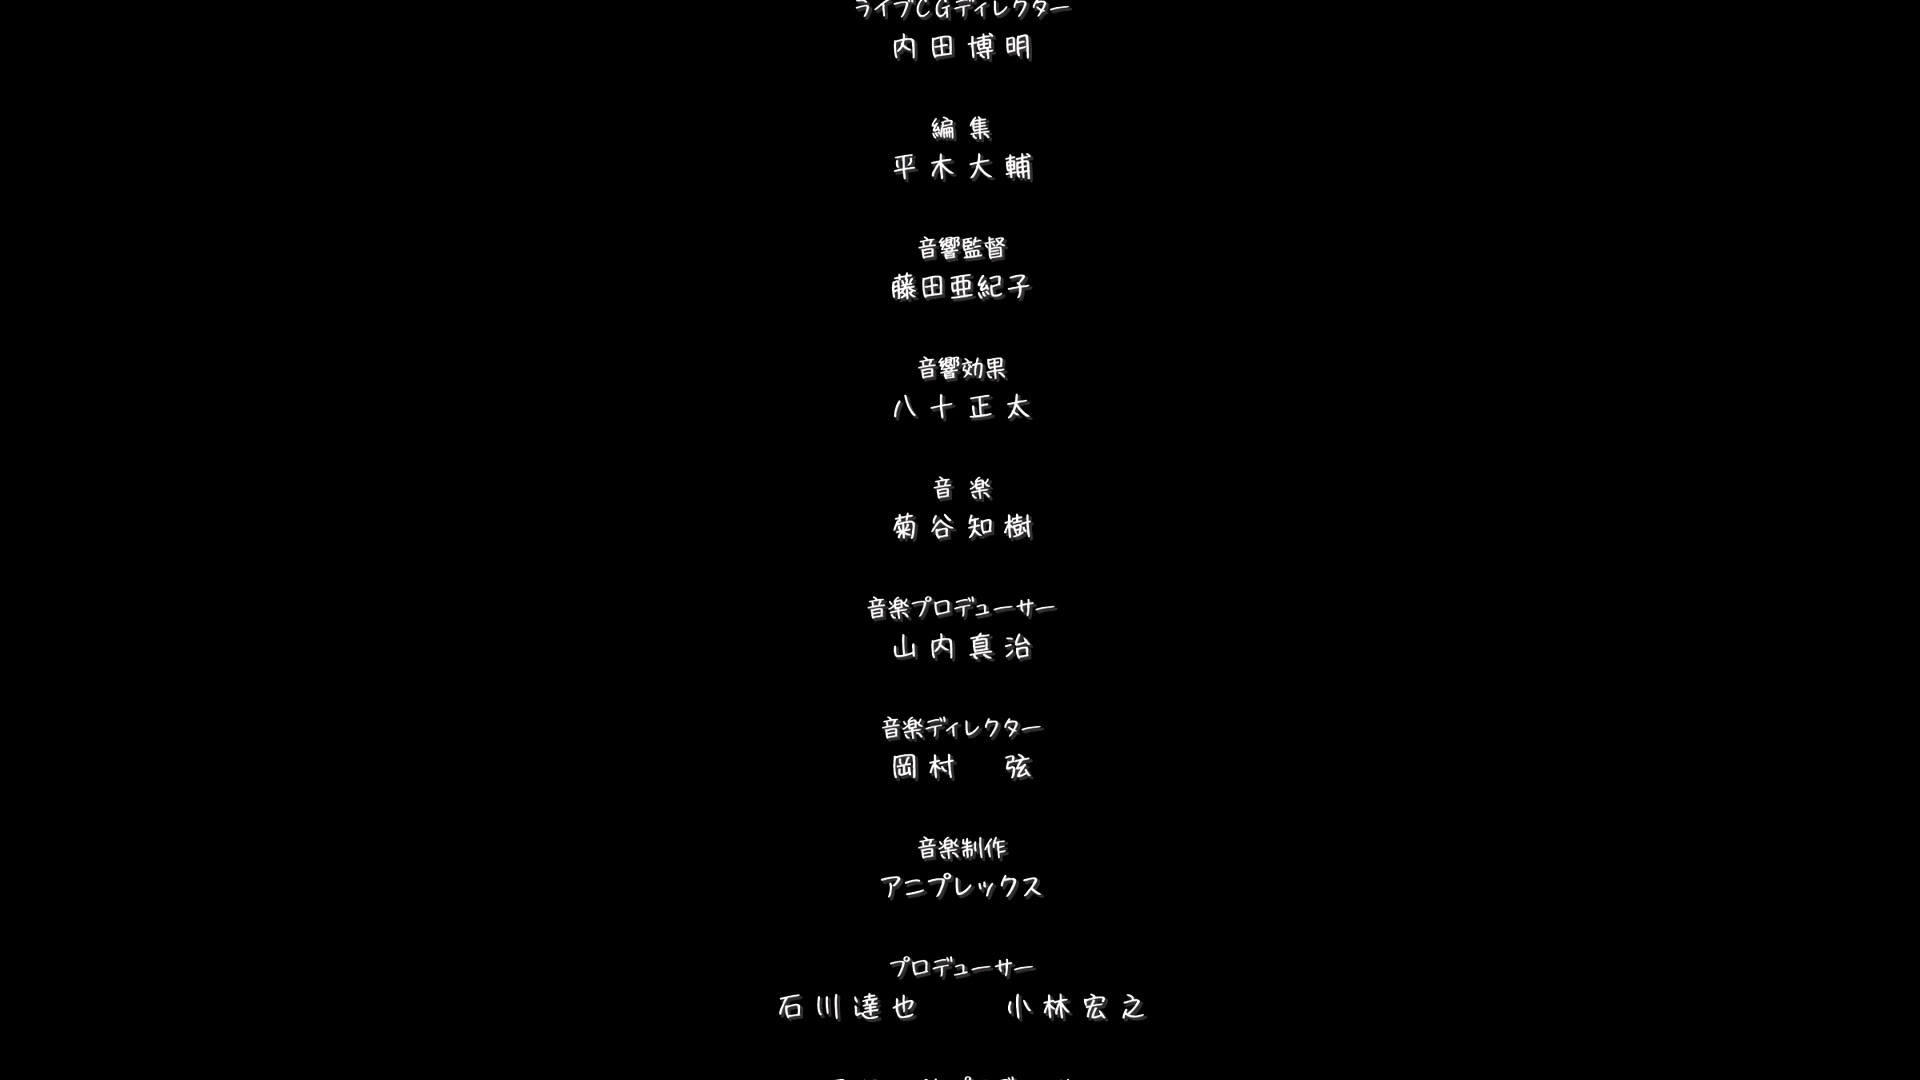 ライブCGディレクター
内田博明
編集
平木大輔
音響監督
藤田亜紀子
音響効果
八十正太
音楽
菊谷知樹
音楽プロデューサー
山内真治
音楽ディレクター
岡村 弦
音楽制作
アニプレックス
プロデューサー
石川達也 小林宏之